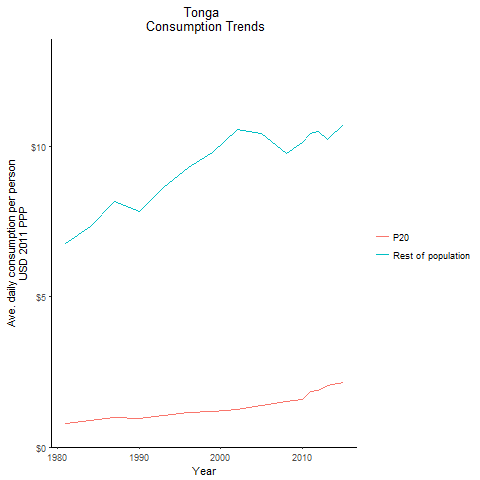 Tonga
Consumption Trends
Ave. daily consumption per person
USD 2011 PPP
$10
$5
$0
1980
1990
2000
2010
Year
P20
Rest of population